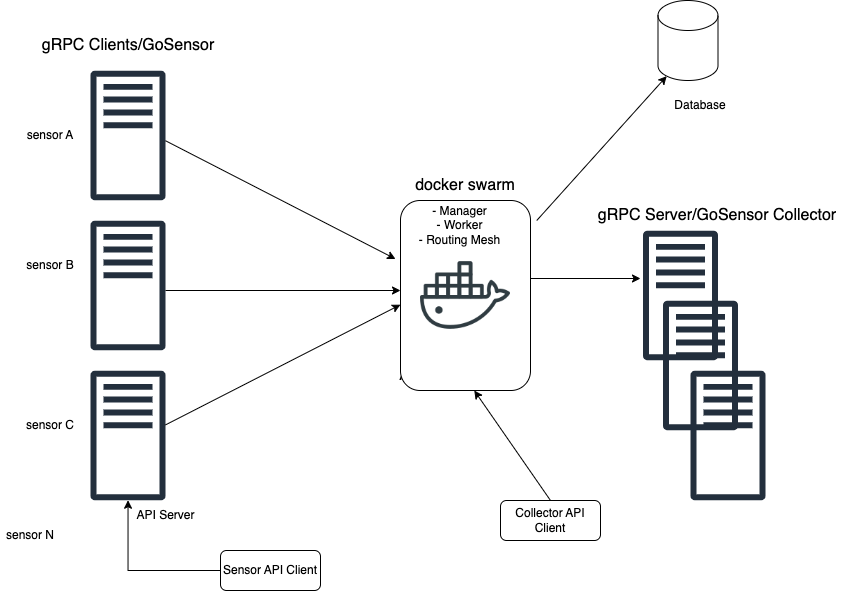 gRPC Clients/GoSensor
sensor A
sensor B
sensor C
API Server
sensor N
Sensor API Client
docker swarm
- Manager
- Worker
- Routing Mesh
Collector API
Client
Database
gRPC Server/GoSensor Collector